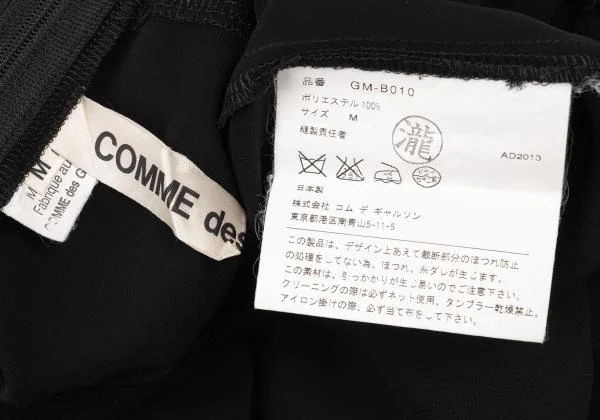 COMME des
M M
Fabrique au
COMME des G
品番 GM-B010
ポリエステル 100%
サイズ M
縫製責任者
瀧
AD2013
日本製
株式会社 コム デ ギャルソン
東京都港区南青山5-11-5
この製品は、デザイン上あえて裁断部分のほつれ防止
の処理をしてない為、ほつれ、糸ダレが生じます。
この素材は、引っかかりが生じ易いのでご注意下さい。
クリーニングの際は必ずネット使用、タンブラー乾燥禁止。
アイロン掛けの際、必ず当て布をして下さい。